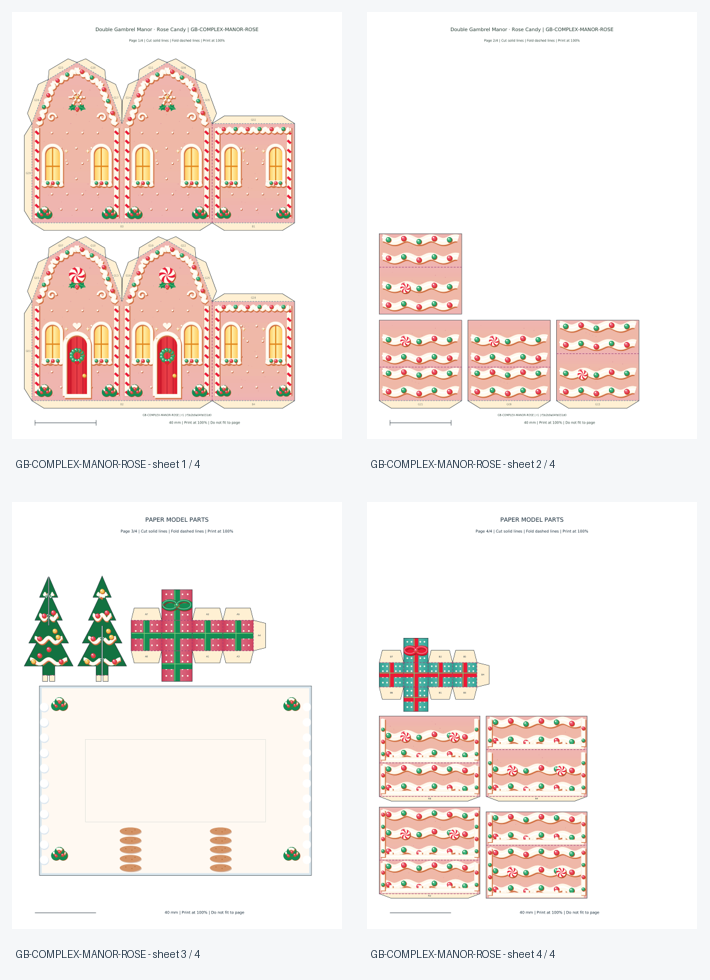 Double Gambrel Manor · Rose Candy | GB-COMPLEX-MANOR-ROSE
Page 1/4 | Cut solid lines | Fold dashed lines | Print at 100%
40 mm | Print at 100% | Do not fit to page
GB-COMPLEX-MANOR-ROSE - sheet 1 / 4
Double Gambrel Manor · Rose Candy | GB-COMPLEX-MANOR-ROSE
Page 2/4 | Cut solid lines | Fold dashed lines | Print at 100%
40 mm | Print at 100% | Do not fit to page
GB-COMPLEX-MANOR-ROSE - sheet 2 / 4
PAPER MODEL PARTS
Page 3/4 | Cut solid lines | Fold dashed lines | Print at 100%
40 mm | Print at 100% | Do not fit to page
GB-COMPLEX-MANOR-ROSE - sheet 3 / 4
PAPER MODEL PARTS
Page 4/4 | Cut solid lines | Fold dashed lines | Print at 100%
40 mm | Print at 100% | Do not fit to page
GB-COMPLEX-MANOR-ROSE - sheet 4 / 4